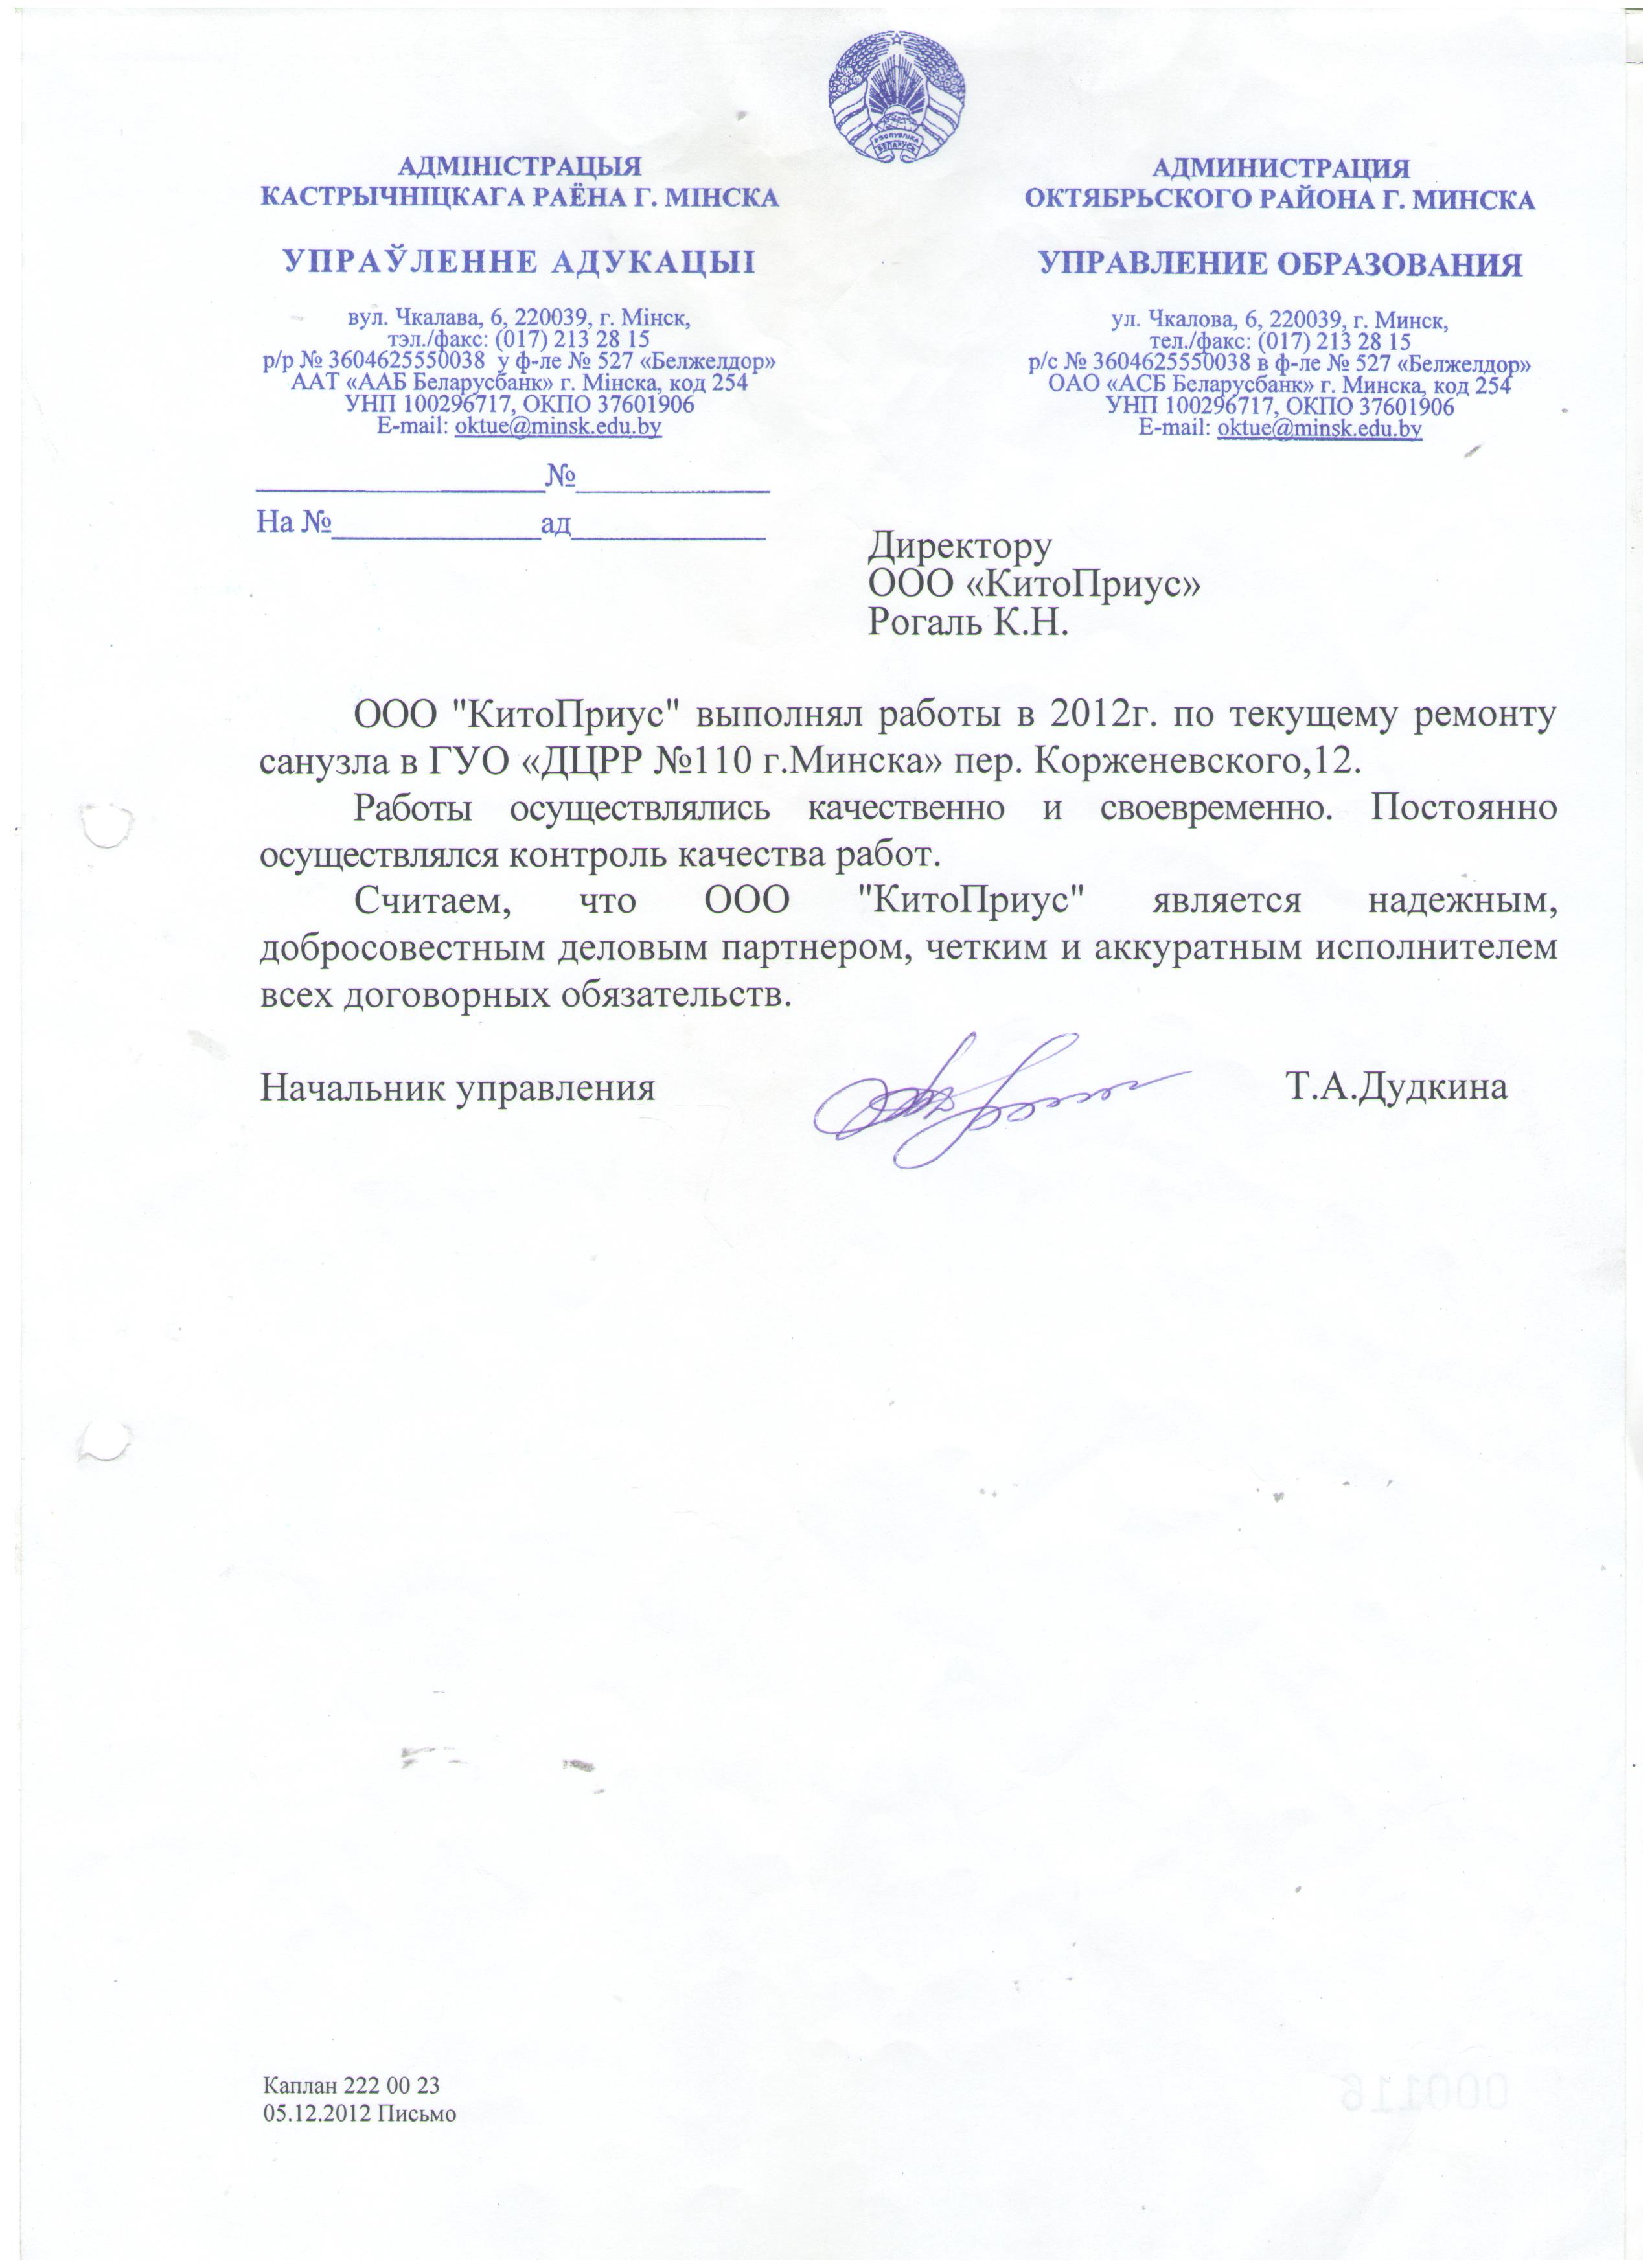 РЭСПУБЛІКА
БЕЛАРУСЬ
АДМІНІСТРАЦЫЯ
КАСТРЫЧНІЦКАГА РАЁНА Г. МІНСКА
УПРАЎЛЕННЕ АДУКАЦЫІ
вул. Чкалава, 6, 220039, г. Мінск,
тэл./факс: (017) 213 28 15
р/р № 3604625550038 у ф-ле № 527 «Белжелдор»
ААТ «ААБ Беларусбанк» г. Мінска, код 254
УНП 100296717, ОКПО 37601906
E-mail: oktue@minsk.edu.by
АДМИНИСТРАЦИЯ
ОКТЯБРЬСКОГО РАЙОНА Г. МИНСКА
УПРАВЛЕНИЕ ОБРАЗОВАНИЯ
ул. Чкалова, 6, 220039, г. Минск,
тел./факс: (017) 213 28 15
р/с № 3604625550038 в ф-ле № 527 «Белжелдор»
ОАО «АСБ Беларусбанк» г. Минска, код 254
УНП 100296717, ОКПО 37601906
E-mail: oktue@minsk.edu.by
__________________№____________
На №_____________ад____________
Директору
ООО «КитоПриус»
Рогаль К.Н.
ООО "КитоПриус" выполнял работы в 2012г. по текущему ремонту
санузла в ГУО «ДЦРР №110 г.Минска» пер. Корженевского,12.
Работы осуществлялись качественно и своевременно. Постоянно
осуществлялся контроль качества работ.
Считаем, что ООО "КитоПриус" является надежным,
добросовестным деловым партнером, четким и аккуратным исполнителем
всех договорных обязательств.
Начальник управления Т.А.Дудкина
Каплан 222 00 23
05.12.2012 Письмо
000116